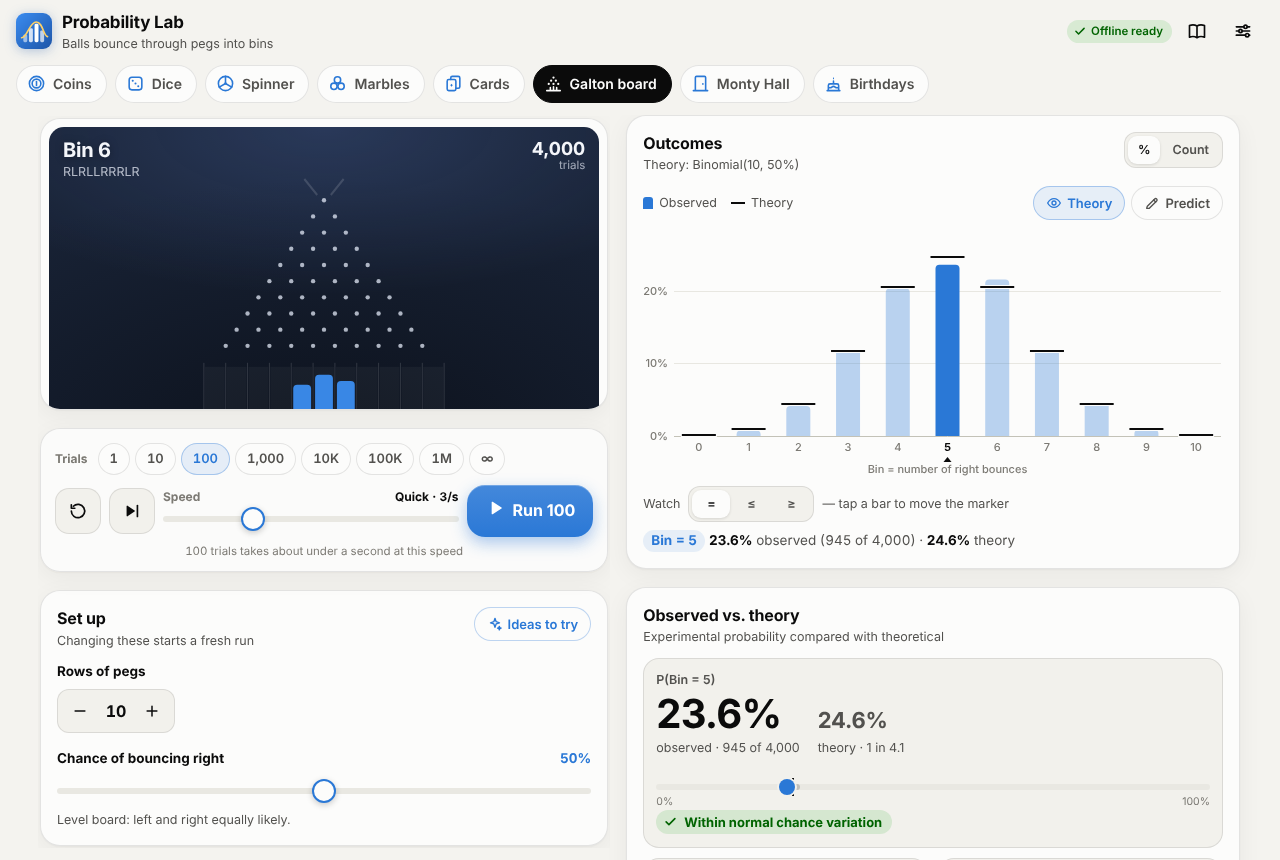 Probability Lab
Balls bounce through pegs into bins
Offline ready
Coins
Dice
Spinner
Marbles
Cards
Galton board
Monty Hall
Birthdays
Bin 6
RLRLLRRRLR
4,000
trials
Trials
1
10
100
1,000
10K
100K
1M
∞
Speed
Quick · 3/s
Run 100
100 trials takes about under a second at this speed
Set up
Changing these starts a fresh run
Ideas to try
Rows of pegs
− 10 +
Chance of bouncing right
50%
Level board: left and right equally likely.
Outcomes
Theory: Binomial(10, 50%)
% Count
Observed
Theory
Theory
Predict
20%
10%
0%
0 1 2 3 4 5 6 7 8 9 10
Bin = number of right bounces
Watch = ≤ ≥ — tap a bar to move the marker
Bin = 5 23.6% observed (945 of 4,000) · 24.6% theory
Observed vs. theory
Experimental probability compared with theoretical
P(Bin = 5)
23.6% 24.6%
observed · 945 of 4,000 theory · 1 in 4.1
0% 100%
Within normal chance variation